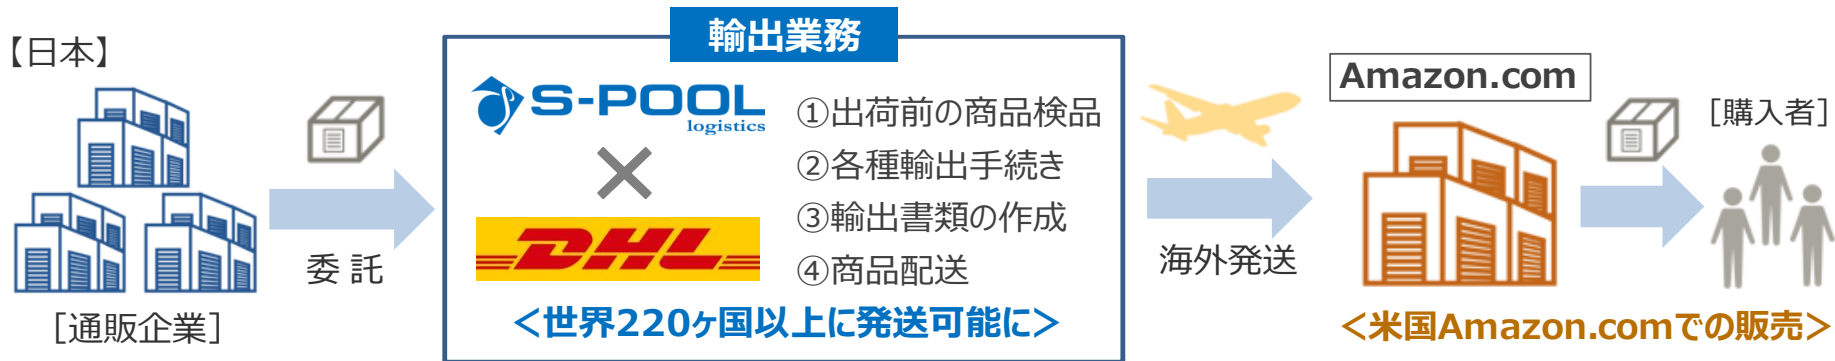 【日本】
［通販企業］
委 託
輸出業務
S-POOL
logistics
×
DHL
①出荷前の商品検品
②各種輸出手続き
③輸出書類の作成
④商品配送
＜世界220ヶ国以上に発送可能に＞
海外発送
Amazon.com
＜米国Amazon.comでの販売＞
［購入者］